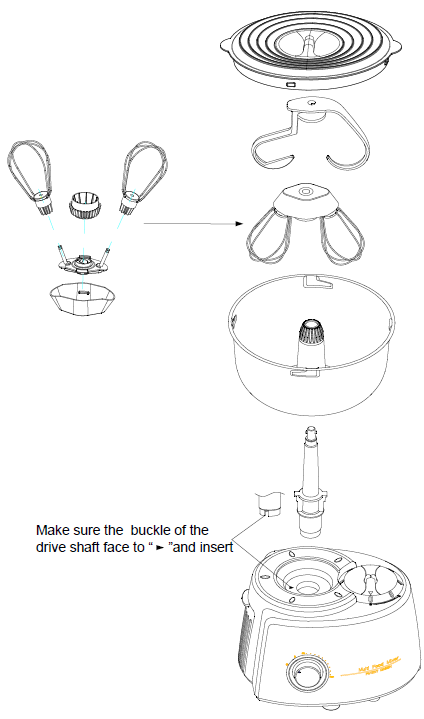 Make sure the buckle of the
drive shaft face to “ ► ”and insert